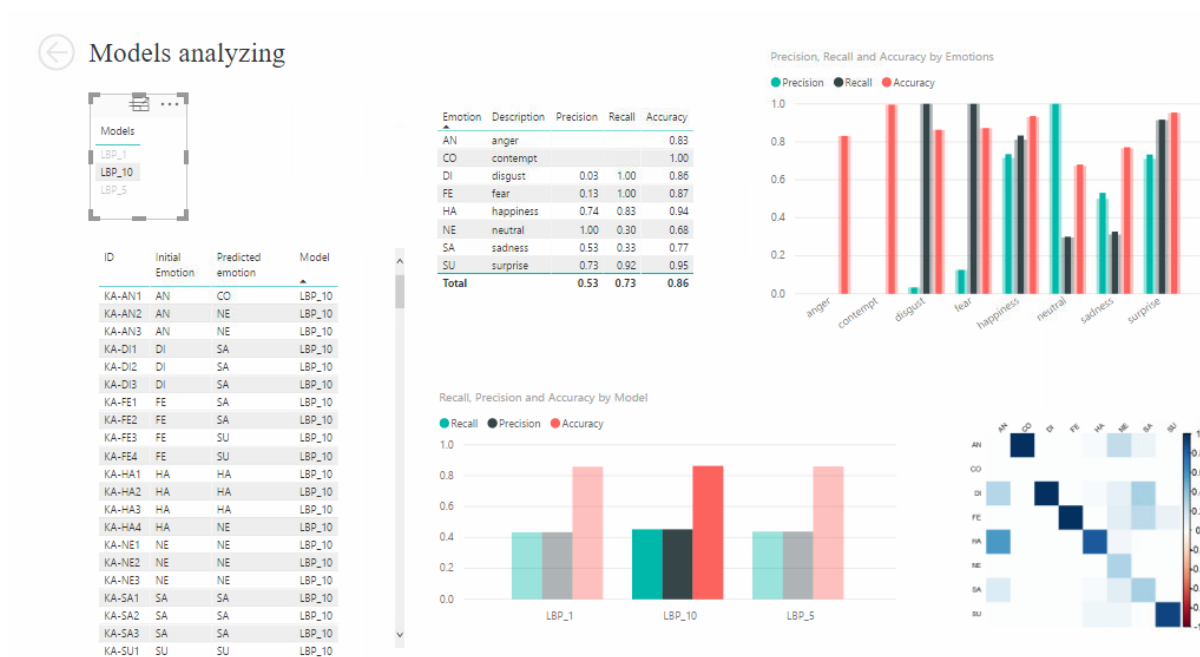 Models analyzing
Models
LBP_1
LBP_10
LBP_5
ID Initial Emotion Predicted emotion Model
KA-AN1 AN CO LBP_10
KA-AN2 AN NE LBP_10
KA-AN3 AN NE LBP_10
KA-DI1 DI SA LBP_10
KA-DI2 DI SA LBP_10
KA-DI3 DI SA LBP_10
KA-FE1 FE SA LBP_10
KA-FE2 FE SA LBP_10
KA-FE3 FE SU LBP_10
KA-FE4 FE SU LBP_10
KA-HA1 HA HA LBP_10
KA-HA2 HA HA LBP_10
KA-HA3 HA HA LBP_10
KA-HA4 HA NE LBP_10
KA-NE1 NE NE LBP_10
KA-NE2 NE NE LBP_10
KA-NE3 NE NE LBP_10
KA-SA1 SA SA LBP_10
KA-SA2 SA SA LBP_10
KA-SA3 SA SA LBP_10
KA-SU1 SU SU LBP_10
Emotion Description Precision Recall Accuracy
AN anger 0.83
CO contempt 1.00
DI disgust 0.03 1.00 0.86
FE fear 0.13 1.00 0.87
HA happiness 0.74 0.83 0.94
NE neutral 1.00 0.30 0.68
SA sadness 0.53 0.33 0.77
SU surprise 0.73 0.92 0.95
Total 0.53 0.73 0.86
Precision, Recall and Accuracy by Emotions
Precision Recall Accuracy
1.0
0.8
0.6
0.4
0.2
0.0
anger contempt disgust fear happiness neutral sadness surprise
Recall, Precision and Accuracy by Model
Recall Precision Accuracy
1.0
0.8
0.6
0.4
0.2
0.0
LBP_1 LBP_10 LBP_5
AN CO DI FE HA NE SA SU
AN
CO
DI
FE
HA
NE
SA
SU